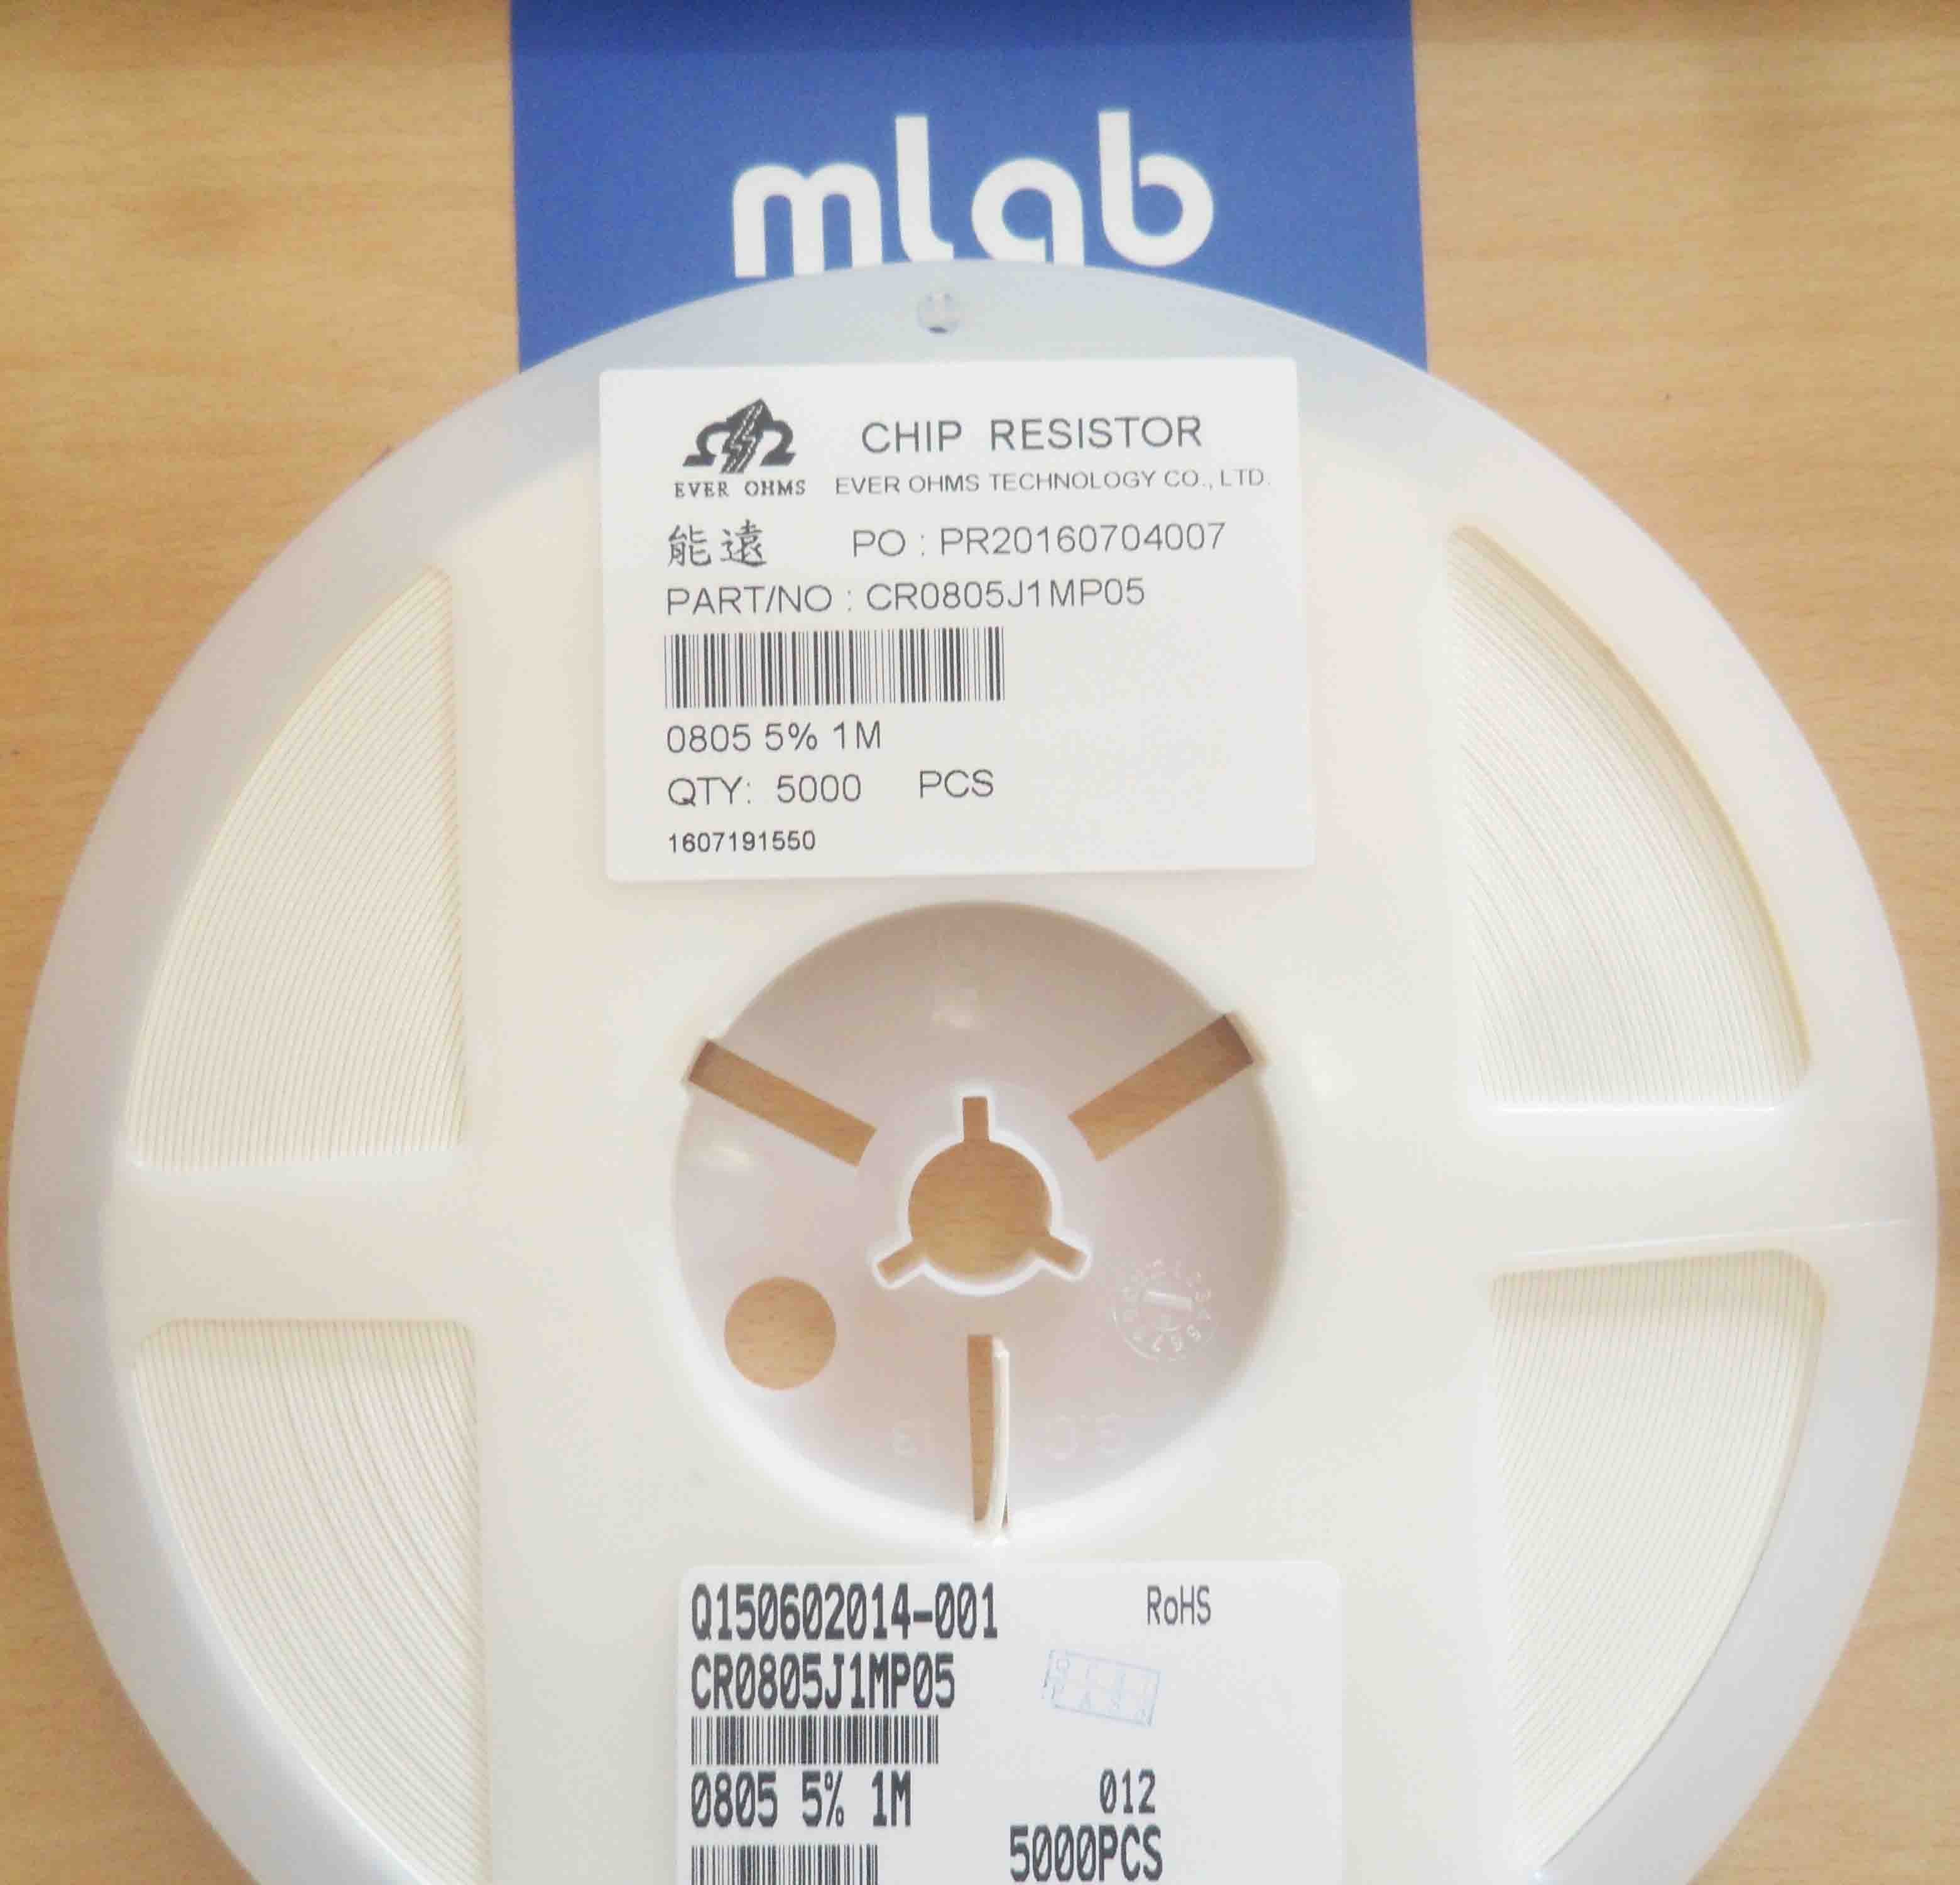 mlab
CHIP RESISTOR
EVER OHMS EVER OHMS TECHNOLOGY CO., LTD.
能遠 PO : PR20160704007
PART/NO : CR0805J1MP05
0805 5% 1M
QTY: 5000 PCS
1607191550
Q150602014-001 RoHS
CR0805J1MP05
0805 5% 1M 012
5000PCS